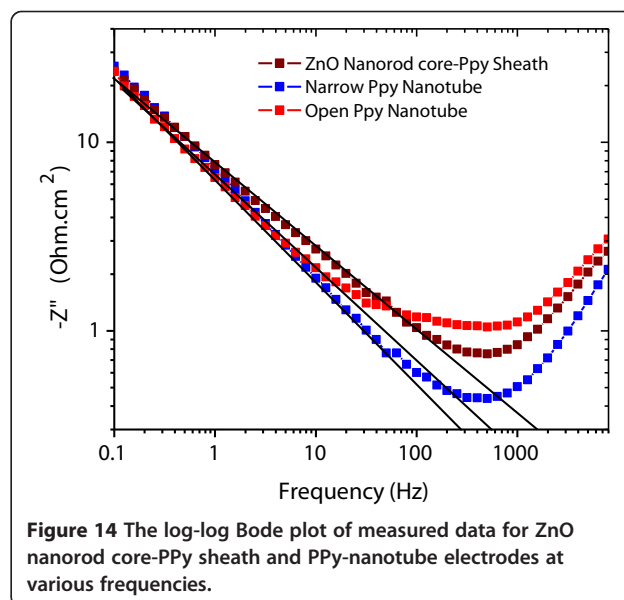 ZnO Nanorod core-Ppy Sheath
Narrow Ppy Nanotube
Open Ppy Nanotube
10
1
-Z" (Ohm.cm 2)
0.1 1 10 100 1000
Frequency (Hz)
Figure 14 The log-log Bode plot of measured data for ZnO
nanorod core-PPy sheath and PPy-nanotube electrodes at
various frequencies.